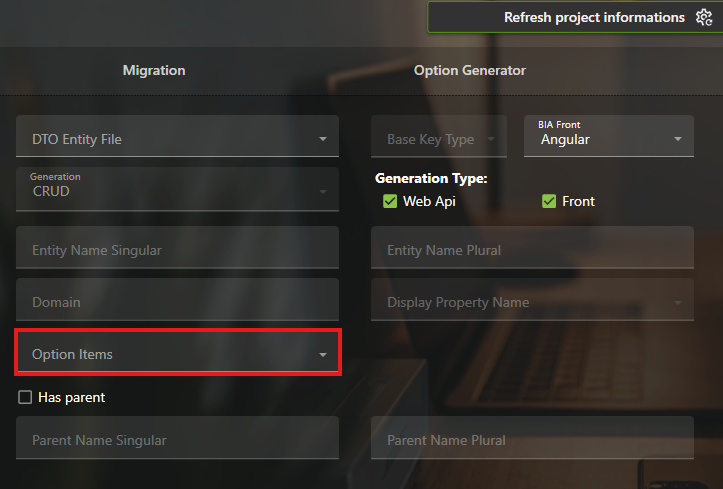 Refresh project informations
Migration
Option Generator
DTO Entity File
Base Key Type
BIA Front
Angular
Generation
CRUD
Generation Type:
Web Api
Front
Entity Name Singular
Entity Name Plural
Domain
Display Property Name
Option Items
Has parent
Parent Name Singular
Parent Name Plural